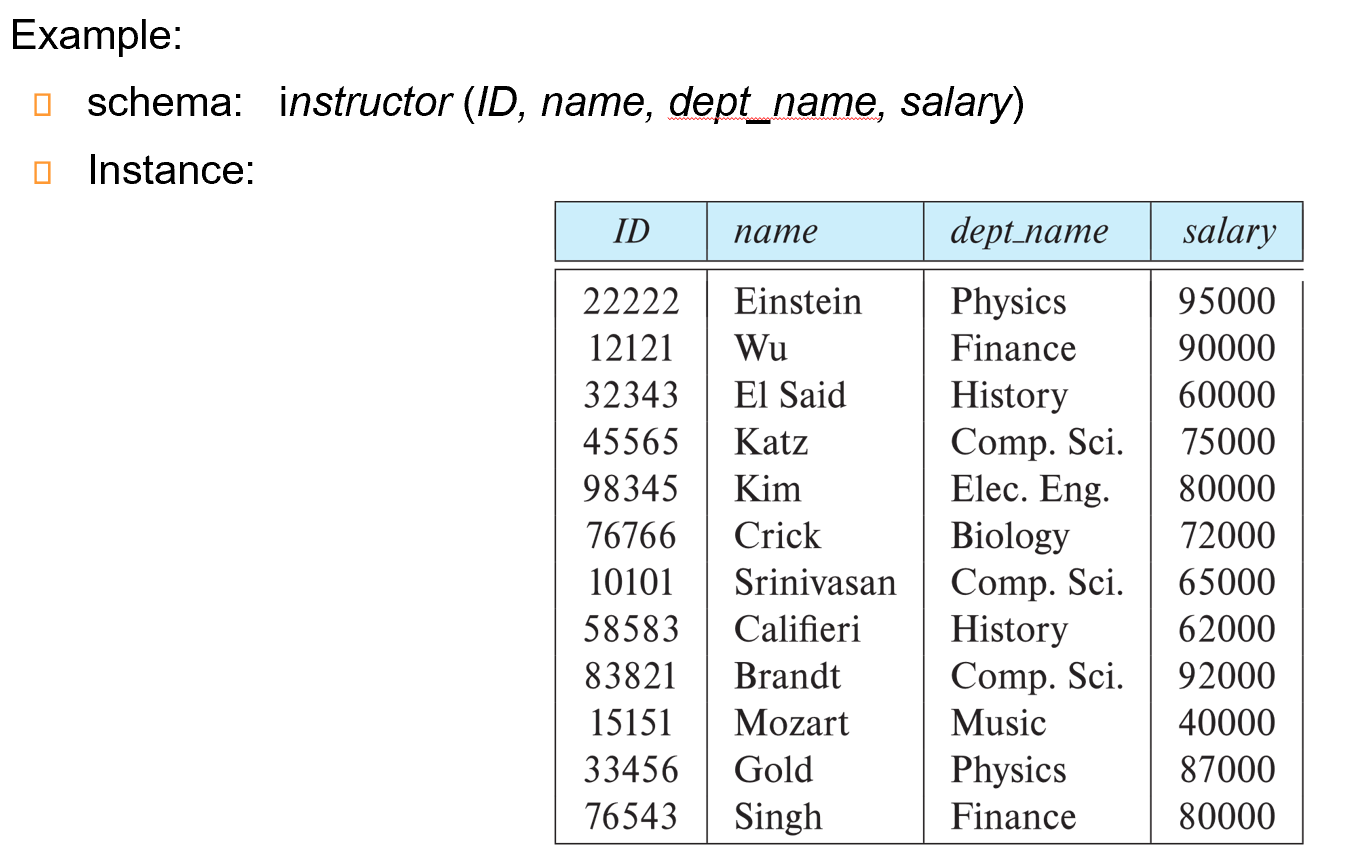 Example:
schema: instructor (ID, name, dept_name, salary)
Instance:
ID name dept_name salary
22222 Einstein Physics 95000
12121 Wu Finance 90000
32343 El Said History 60000
45565 Katz Comp. Sci. 75000
98345 Kim Elec. Eng. 80000
76766 Crick Biology 72000
10101 Srinivasan Comp. Sci. 65000
58583 Califieri History 62000
83821 Brandt Comp. Sci. 92000
15151 Mozart Music 40000
33456 Gold Physics 87000
76543 Singh Finance 80000